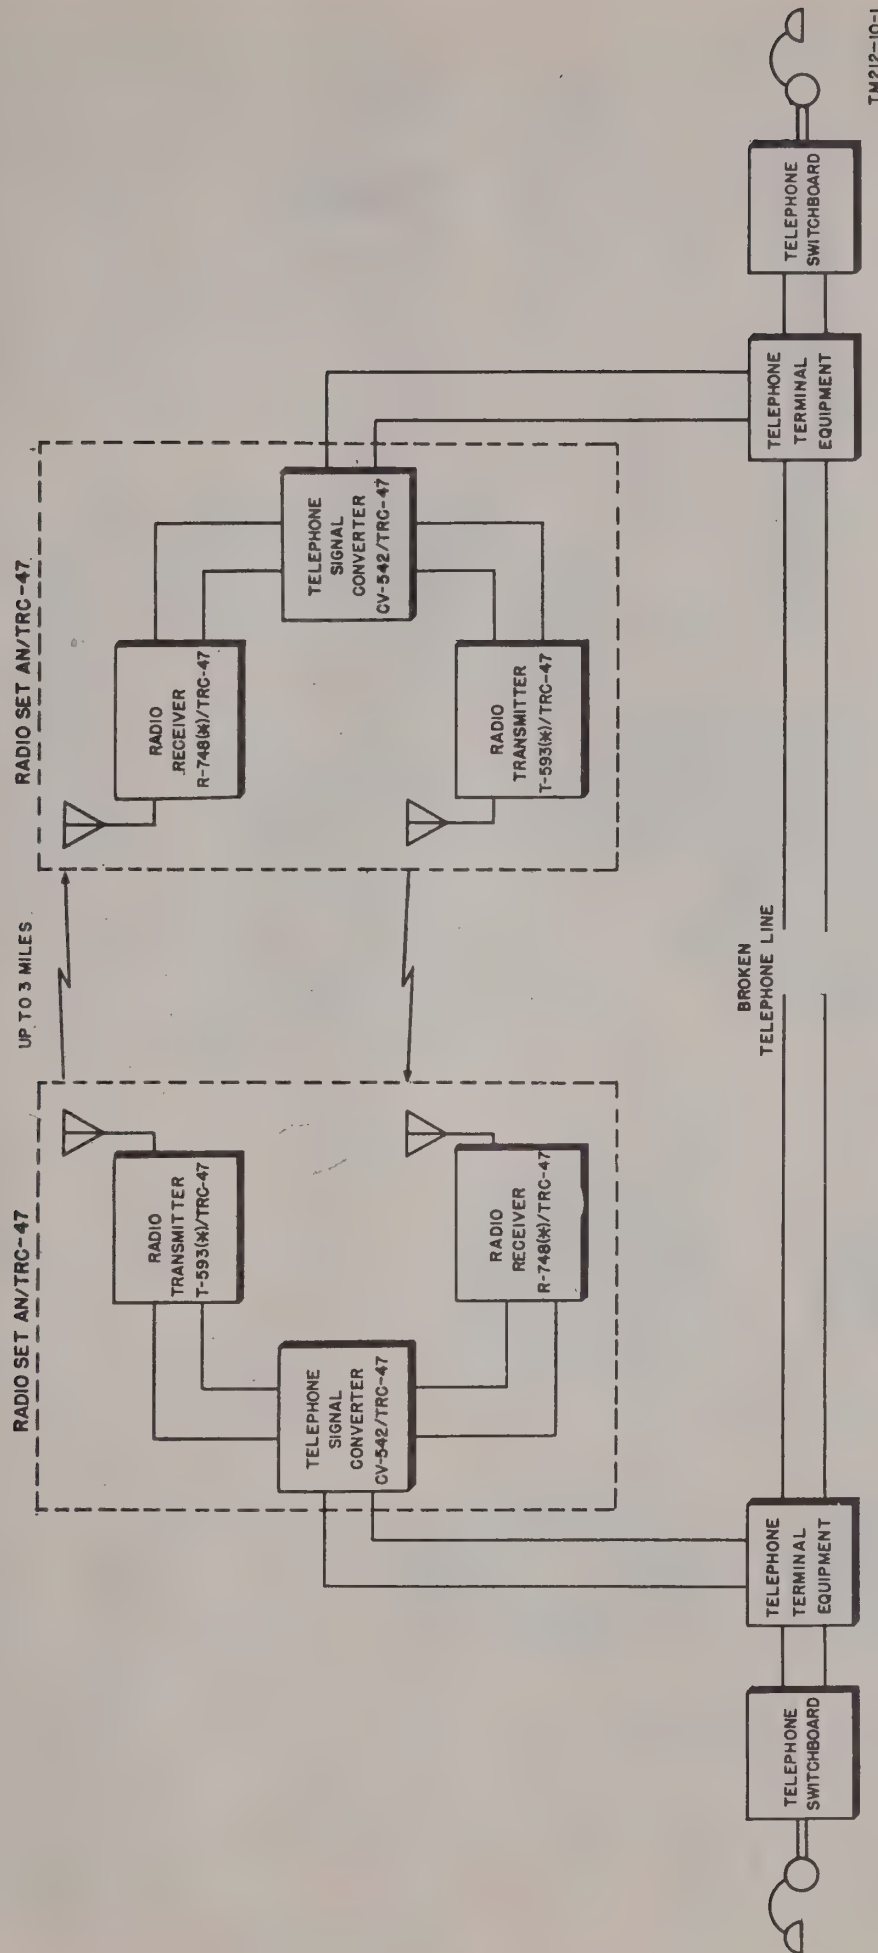 RADIO SET AN/TRC-47
UP TO 3 MILES
RADIO SET AN/TRC-47
RADIO
TRANSMITTER
T-593(*)/TRC-47
RADIO
RECEIVER
R-748(*)/TRC-47
TELEPHONE
SIGNAL
CONVERTER
CV-542/TRC-47
TELEPHONE
SIGNAL
CONVERTER
CV-542/TRC-47
RADIO
RECEIVER
R-748(*)/TRC-47
RADIO
TRANSMITTER
T-593(*)/TRC-47
BROKEN
TELEPHONE LINE
TELEPHONE
SWITCHBOARD
TELEPHONE
TERMINAL
EQUIPMENT
TELEPHONE
TERMINAL
EQUIPMENT
TELEPHONE
SWITCHBOARD
TM212-10-1